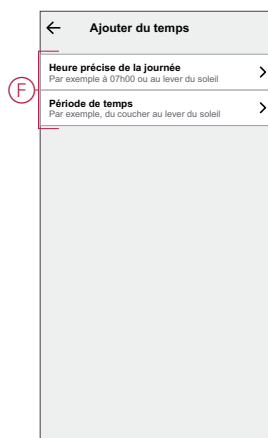 Ajouter du temps
Heure précise de la journée
Par exemple à 07h00 ou au lever du soleil
F
Période de temps
Par exemple, du coucher au lever du soleil